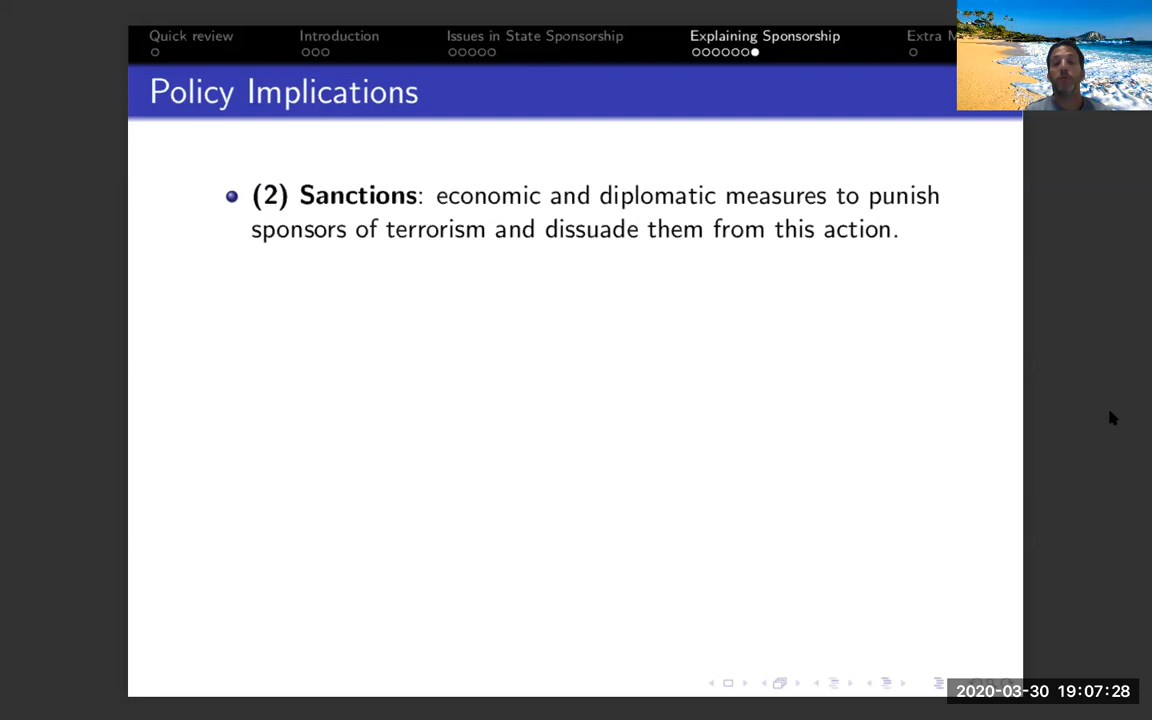 Quick review Introduction Issues in State Sponsorship Explaining Sponsorship Extra
Policy Implications
(2) Sanctions: economic and diplomatic measures to punish
sponsors of terrorism and dissuade them from this action.
2020-03-30 19:07:28